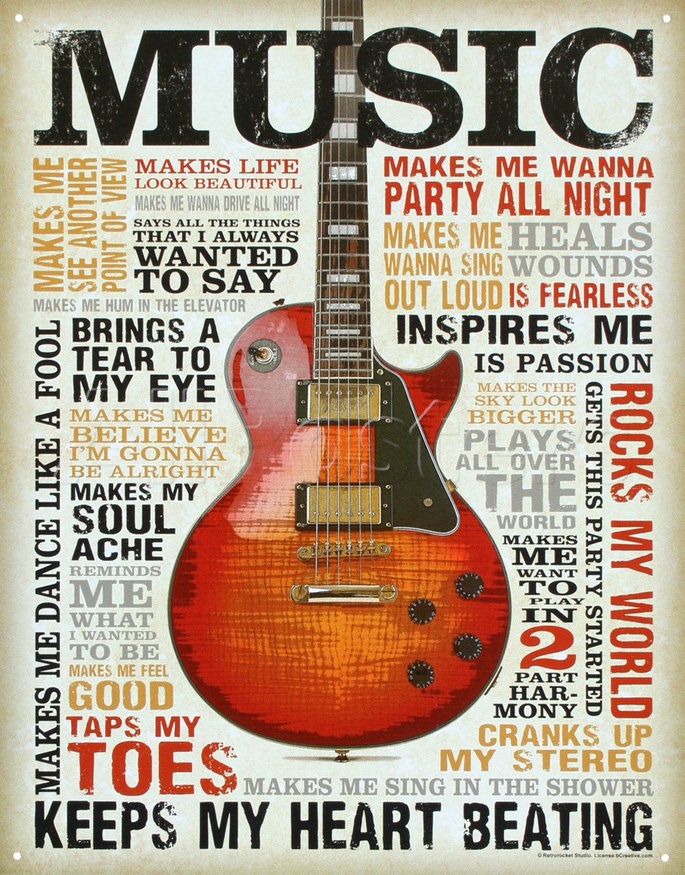 MUSIC
MAKES ME
SEE ANOTHER
POINT OF VIEW
MAKES LIFE
LOOK BEAUTIFUL
MAKES ME WANNA DRIVE ALL NIGHT
SAYS ALL THE THINGS
THAT I ALWAYS
WANTED
TO SAY
MAKES ME HUM IN THE ELEVATOR
MAKES ME WANNA
PARTY ALL NIGHT
MAKES ME
WANNA SING
OUT LOUD
HEALS
WOUNDS
IS FEARLESS
INSPIRES ME
IS PASSION
MAKES ME DANCE LIKE A FOOL
BRINGS A
TEAR TO
MY EYE
MAKES ME
BELIEVE
I'M GONNA
BE ALRIGHT
MAKES MY
SOUL
ACHE
REMINDS
ME
WHAT
I WANTED
TO BE
MAKES ME FEEL
GOOD
TAPS MY
TOES
MAKES THE
SKY LOOK
BIGGER
PLAYS
ALL OVER
THE
WORLD
MAKES
ME
WANT
TO
PLAY
IN
2
PART
HAR-
MONY
GETS THIS PARTY STARTED
ROCKS MY WORLD
CRANKS UP
MY STEREO
MAKES ME SING IN THE SHOWER
KEEPS MY HEART BEATING
© Retrorocket Studio. License bCreative.com